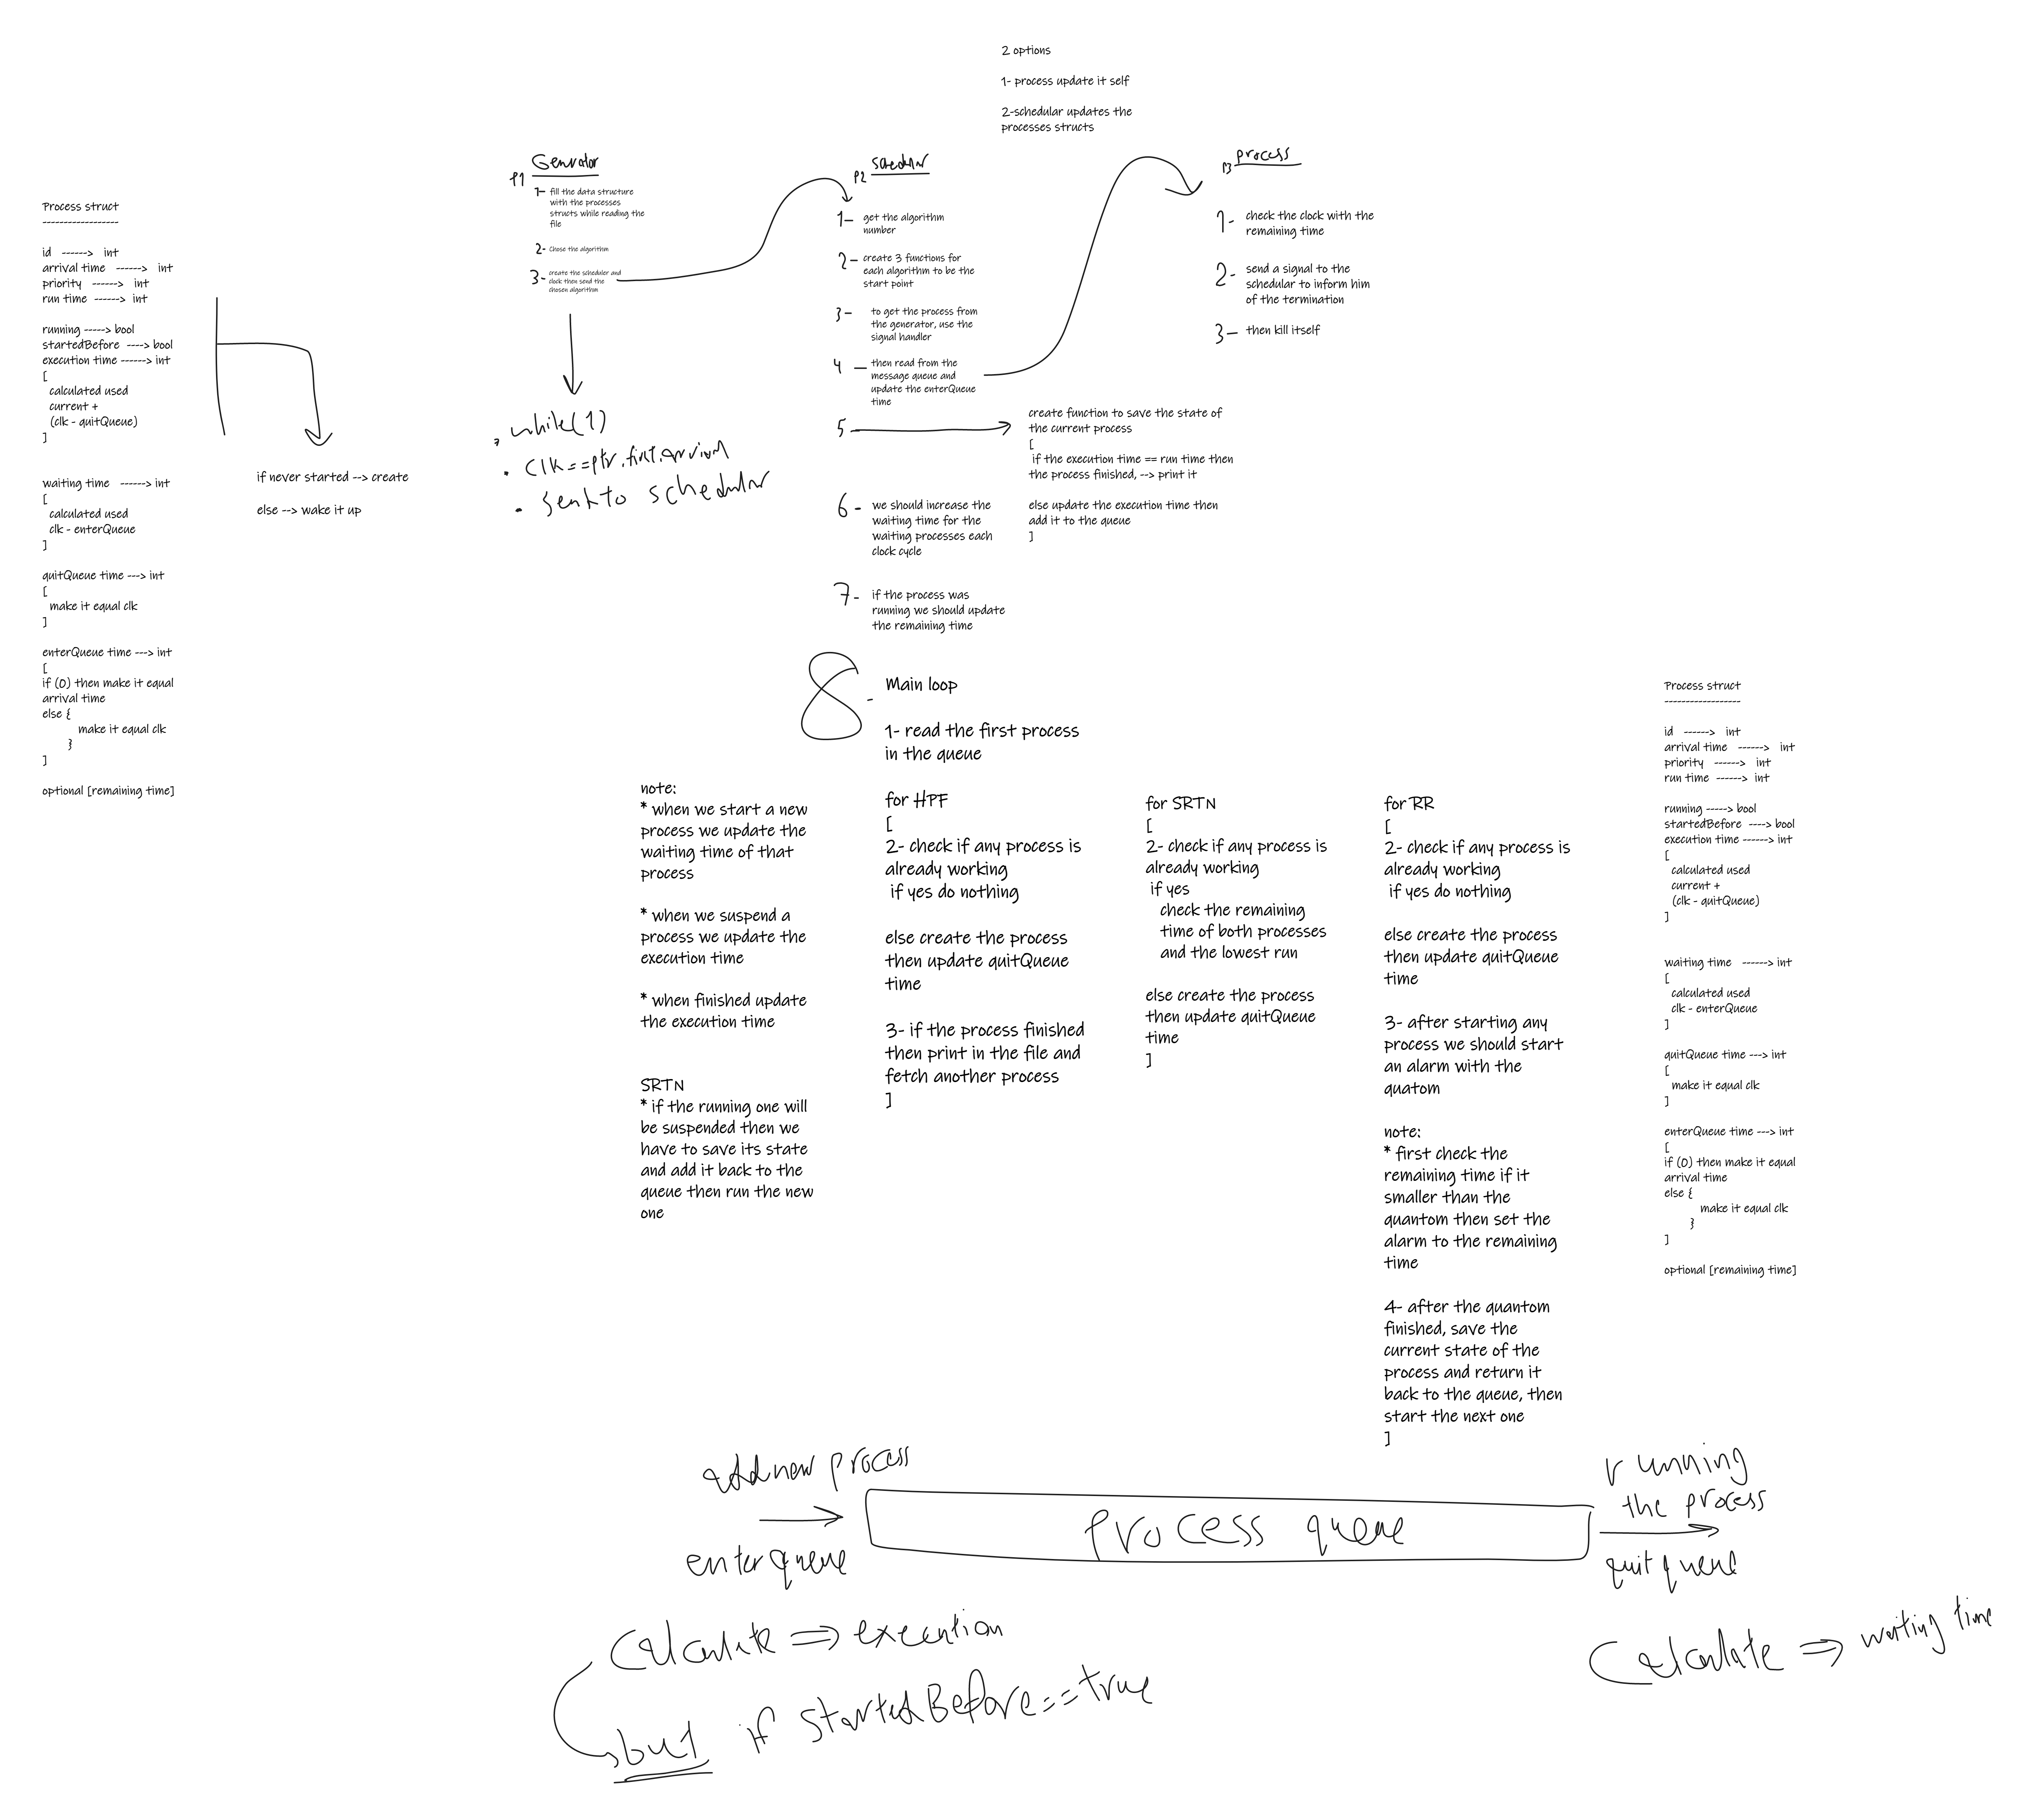 2 options
1- process update it self
2-schedular updates the
processes structs
Process struct
------------------
id ------> int
arrival time ------> int
priority ------> int
run time ------> int
running -----> bool
startedBefore ----> bool
execution time ------> int
[
calculated used
current +
(clk - quitQueue)
]
waiting time ------> int
[
calculated used
clk - enterQueue
]
quitQueue time ---> int
[
make it equal clk
]
enterQueue time ---> int
[
if (0) then make it equal
arrival time
else {
make it equal clk
}
]
optional [remaining time]
if never started --> create
else --> wake it up
P1 Genrator
1- fill the data structure
with the processes
structs while reading the
file
2- Chose the algorithm
3- create the scheduler and
clock then send the
chosen algorithm
while(1)
clk==ptr.first.arrival
sent to schedular
P2 schedular
1- get the algorithm
number
2- create 3 functions for
each algorithm to be the
start point
3- to get the process from
the generator, use the
signal handler
4 - then read from the
message queue and
update the enterQueue
time
5
create function to save the state of
the current process
[
if the execution time == run time then
the process finished, --> print it
else update the execution time then
add it to the queue
]
6- we should increase the
waiting time for the
waiting processes each
clock cycle
7- if the process was
running we should update
the remaining time
P3 process
1- check the clock with the
remaining time
2- send a signal to the
schedular to inform him
of the termination
3- then kill itself
8- Main loop
1- read the first process
in the queue
note:
* when we start a new
process we update the
waiting time of that
process
* when we suspend a
process we update the
execution time
* when finished update
the execution time
SRTN
* if the running one will
be suspended then we
have to save its state
and add it back to the
queue then run the new
one
for HPF
[
2- check if any process is
already working
if yes do nothing
else create the process
then update quitQueue
time
3- if the process finished
then print in the file and
fetch another process
]
for SRTN
[
2- check if any process is
already working
if yes
check the remaining
time of both processes
and the lowest run
else create the process
then update quitQueue
time
]
for RR
[
2- check if any process is
already working
if yes do nothing
else create the process
then update quitQueue
time
3- after starting any
process we should start
an alarm with the
quatom
note:
* first check the
remaining time if it
smaller than the
quantom then set the
alarm to the remaining
time
4- after the quantom
finished, save the
current state of the
process and return it
back to the queue, then
start the next one
]
Process struct
------------------
id ------> int
arrival time ------> int
priority ------> int
run time ------> int
running -----> bool
startedBefore ----> bool
execution time ------> int
[
calculated used
current +
(clk - quitQueue)
]
waiting time ------> int
[
calculated used
clk - enterQueue
]
quitQueue time ---> int
[
make it equal clk
]
enterQueue time ---> int
[
if (0) then make it equal
arrival time
else {
make it equal clk
}
]
optional [remaining time]
add new process
enter queue
process queue
running
the process
quit queue
Calculate => execution
but if startedBefore==true
Calculate => waiting time